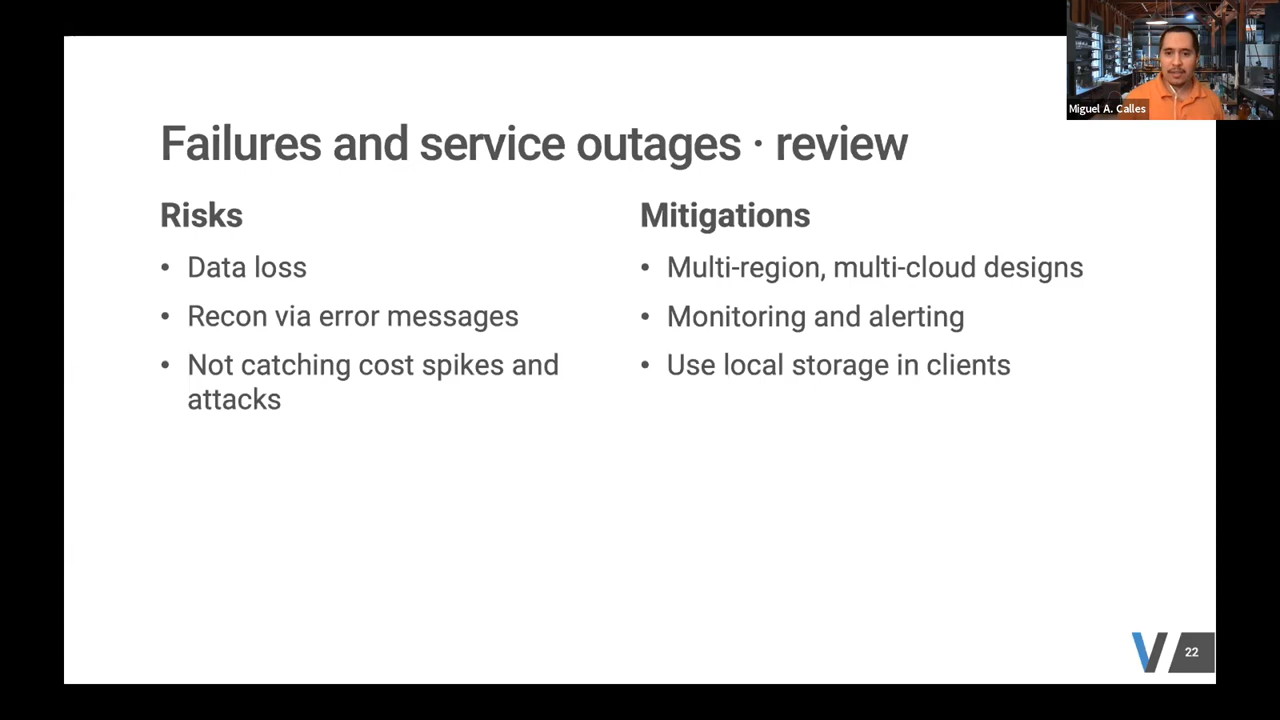 Miguel A. Calles
Failures and service outages · review
Risks
• Data loss
• Recon via error messages
• Not catching cost spikes and
attacks
Mitigations
• Multi-region, multi-cloud designs
• Monitoring and alerting
• Use local storage in clients
22